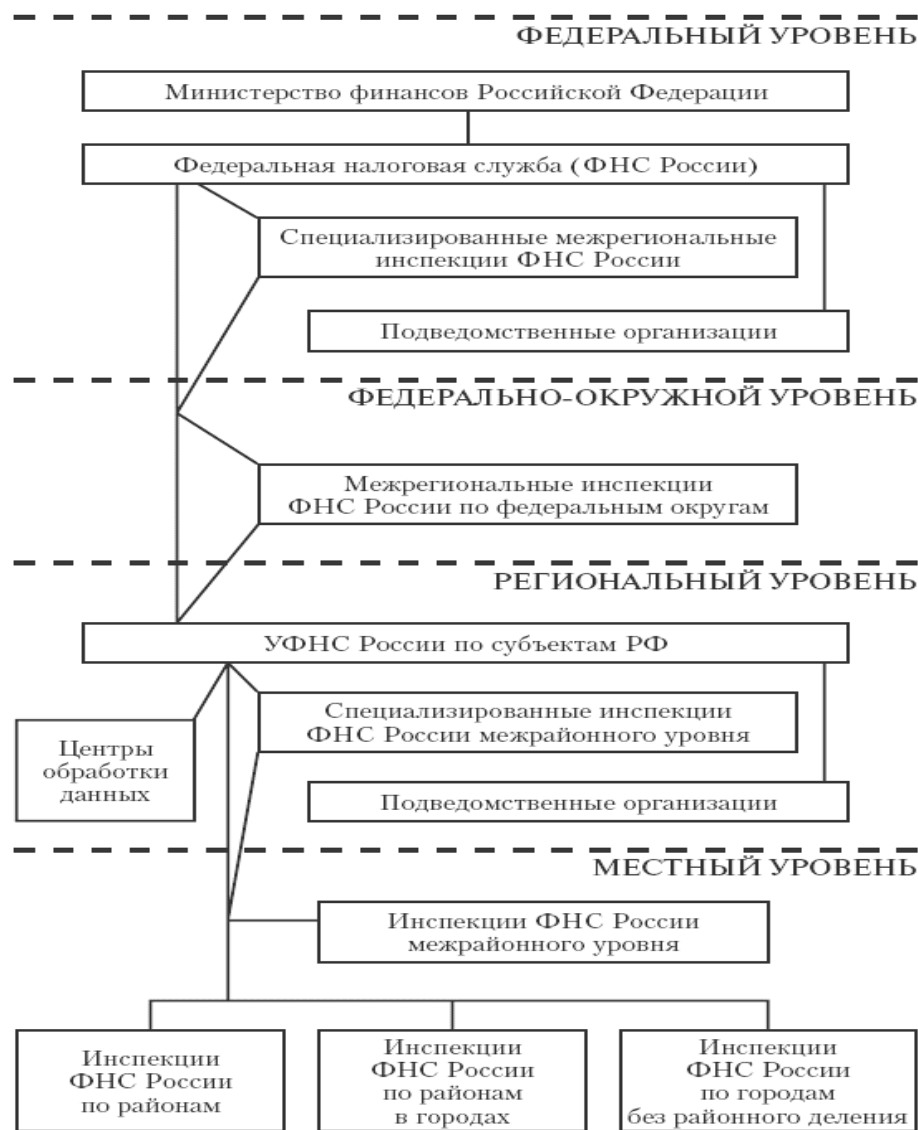 ФЕДЕРАЛЬНЫЙ УРОВЕНЬ
Министерство финансов Российской Федерации
Федеральная налоговая служба (ФНС России)
Специализированные межрегиональные
инспекции ФНС России
Подведомственные организации
ФЕДЕРАЛЬНО-ОКРУЖНОЙ УРОВЕНЬ
Межрегиональные инспекции
ФНС России по федеральным округам
РЕГИОНАЛЬНЫЙ УРОВЕНЬ
УФНС России по субъектам РФ
Специализированные инспекции
ФНС России межрайонного уровня
Центры
обработки
данных
Подведомственные организации
МЕСТНЫЙ УРОВЕНЬ
Инспекции ФНС России
межрайонного уровня
Инспекции
ФНС России
по районам
Инспекции
ФНС России
по районам
в городах
Инспекции
ФНС России
по городам
без районного деления